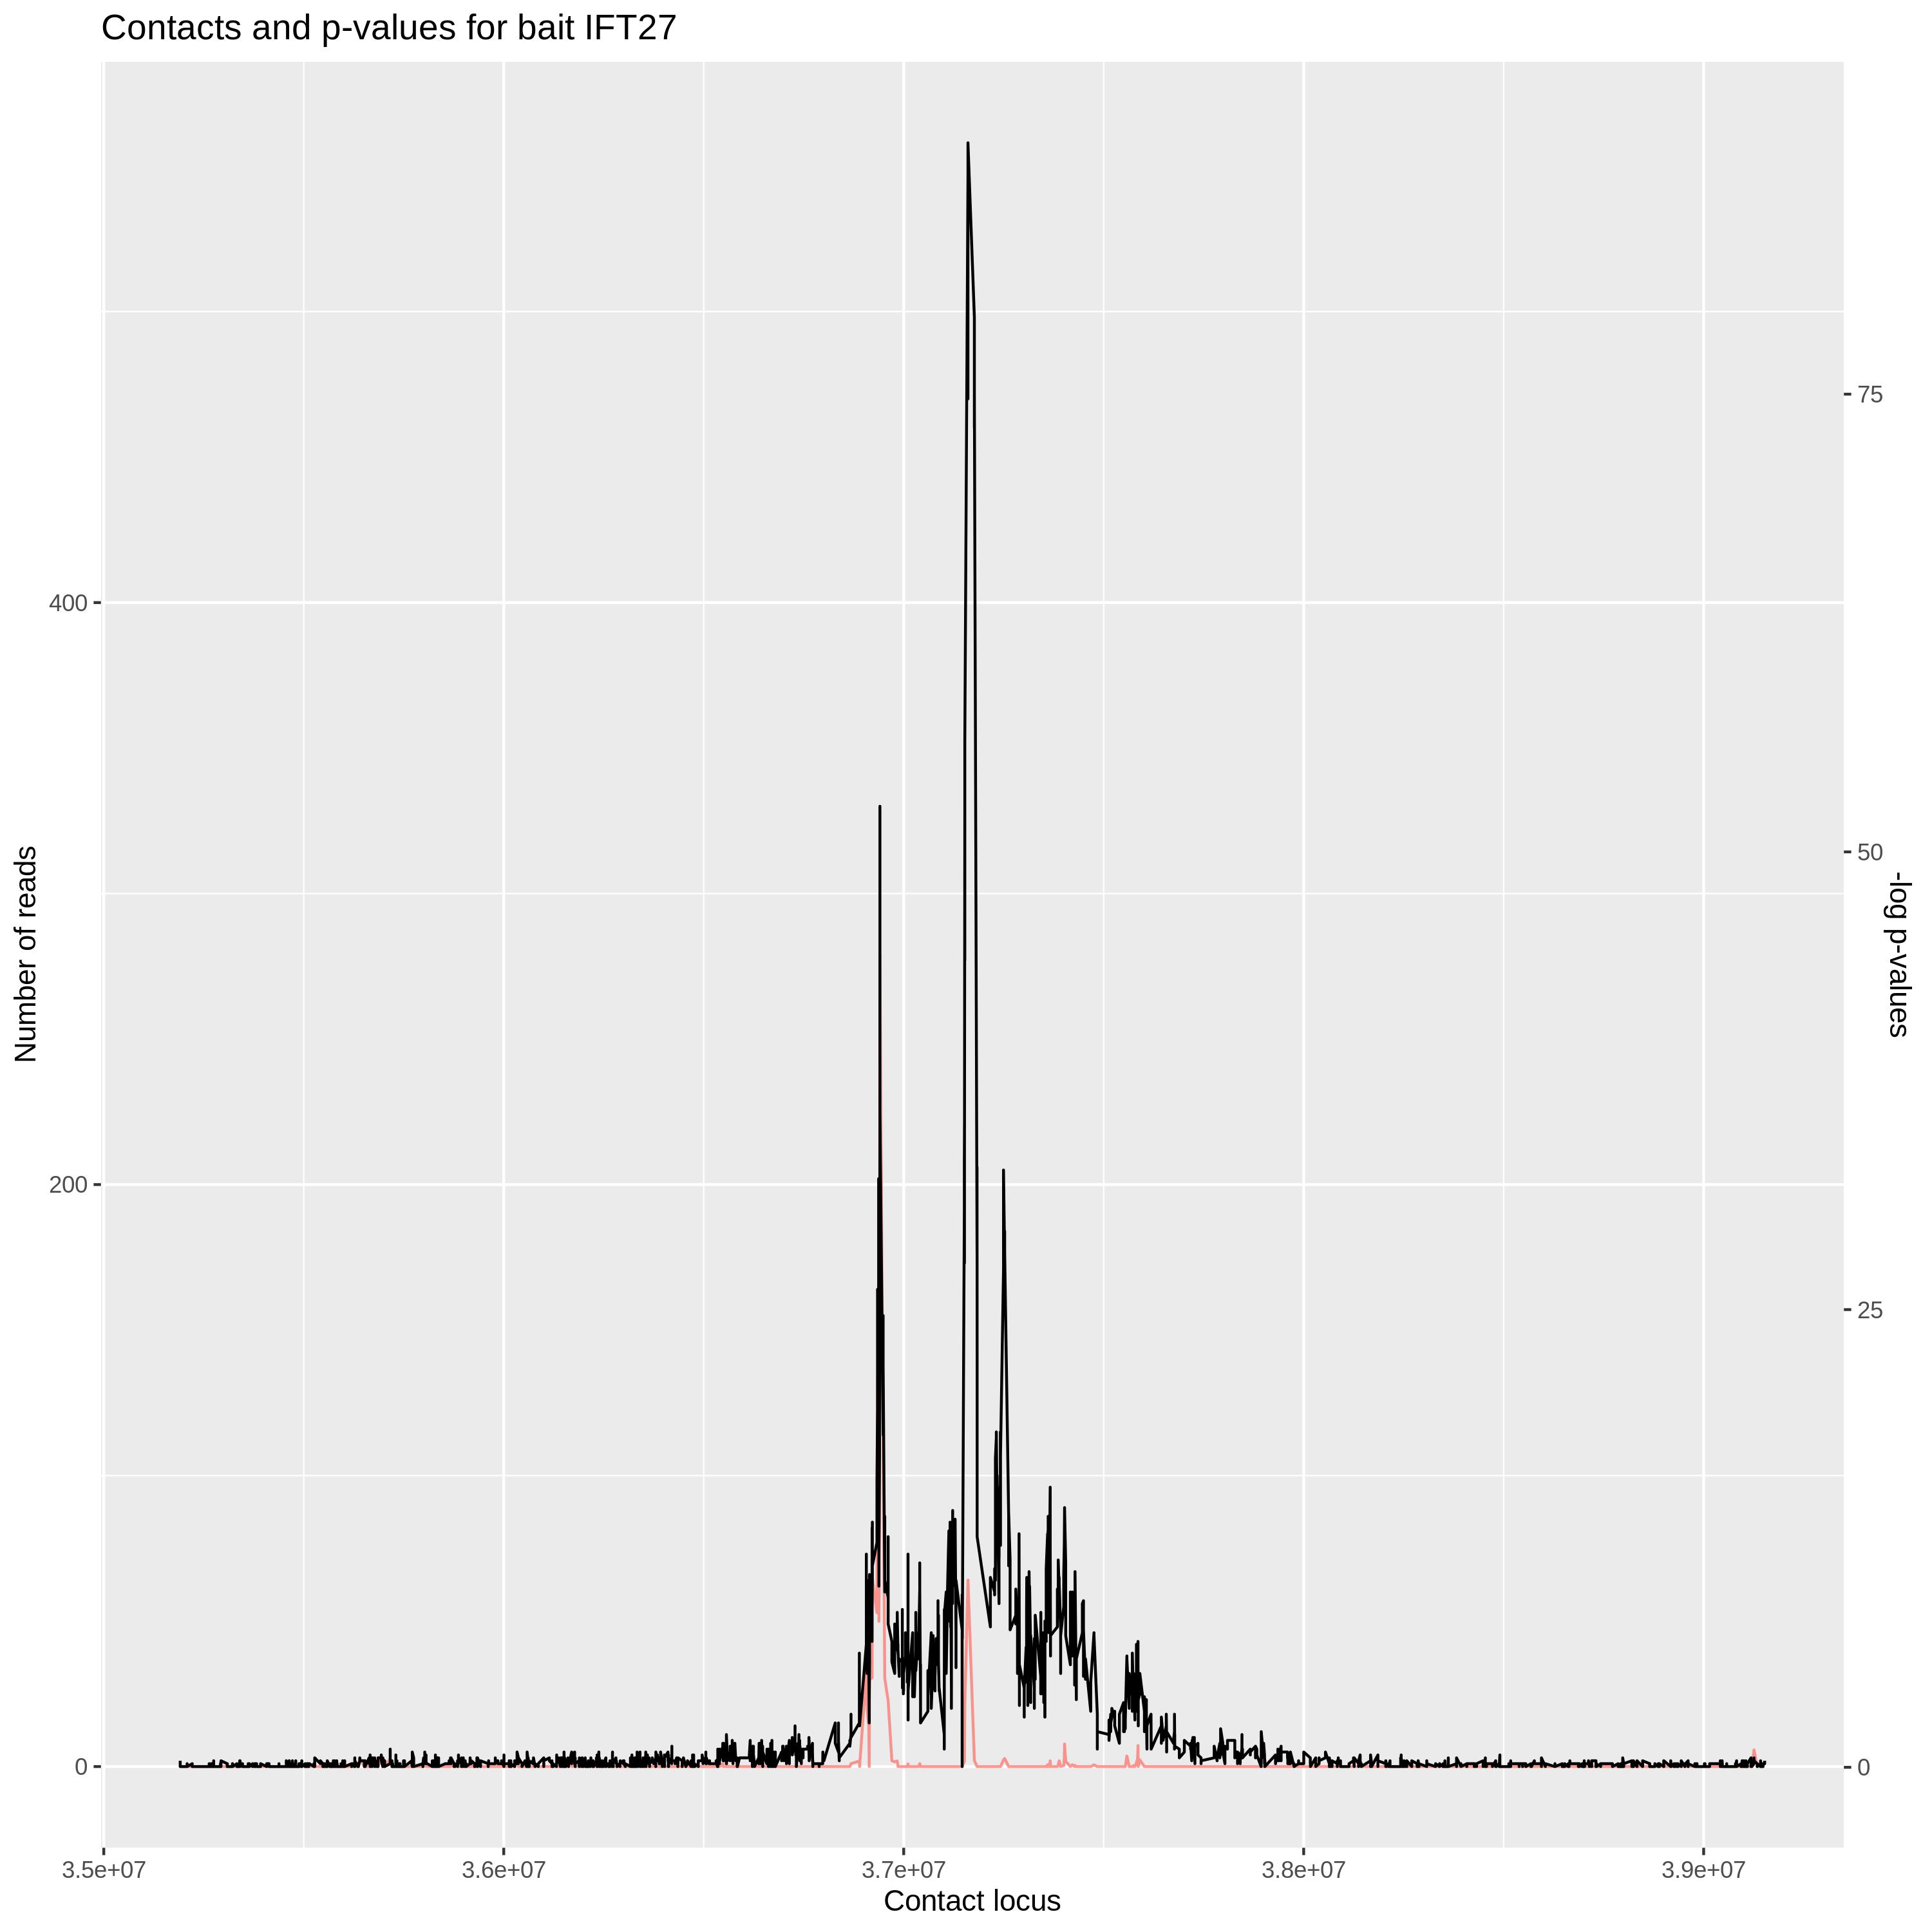 Contacts and p-values for bait IFT27
Number of reads
400
200
0
75
50
25
0
-log p-values
3.5e+07
3.6e+07
3.7e+07
3.8e+07
3.9e+07
Contact locus